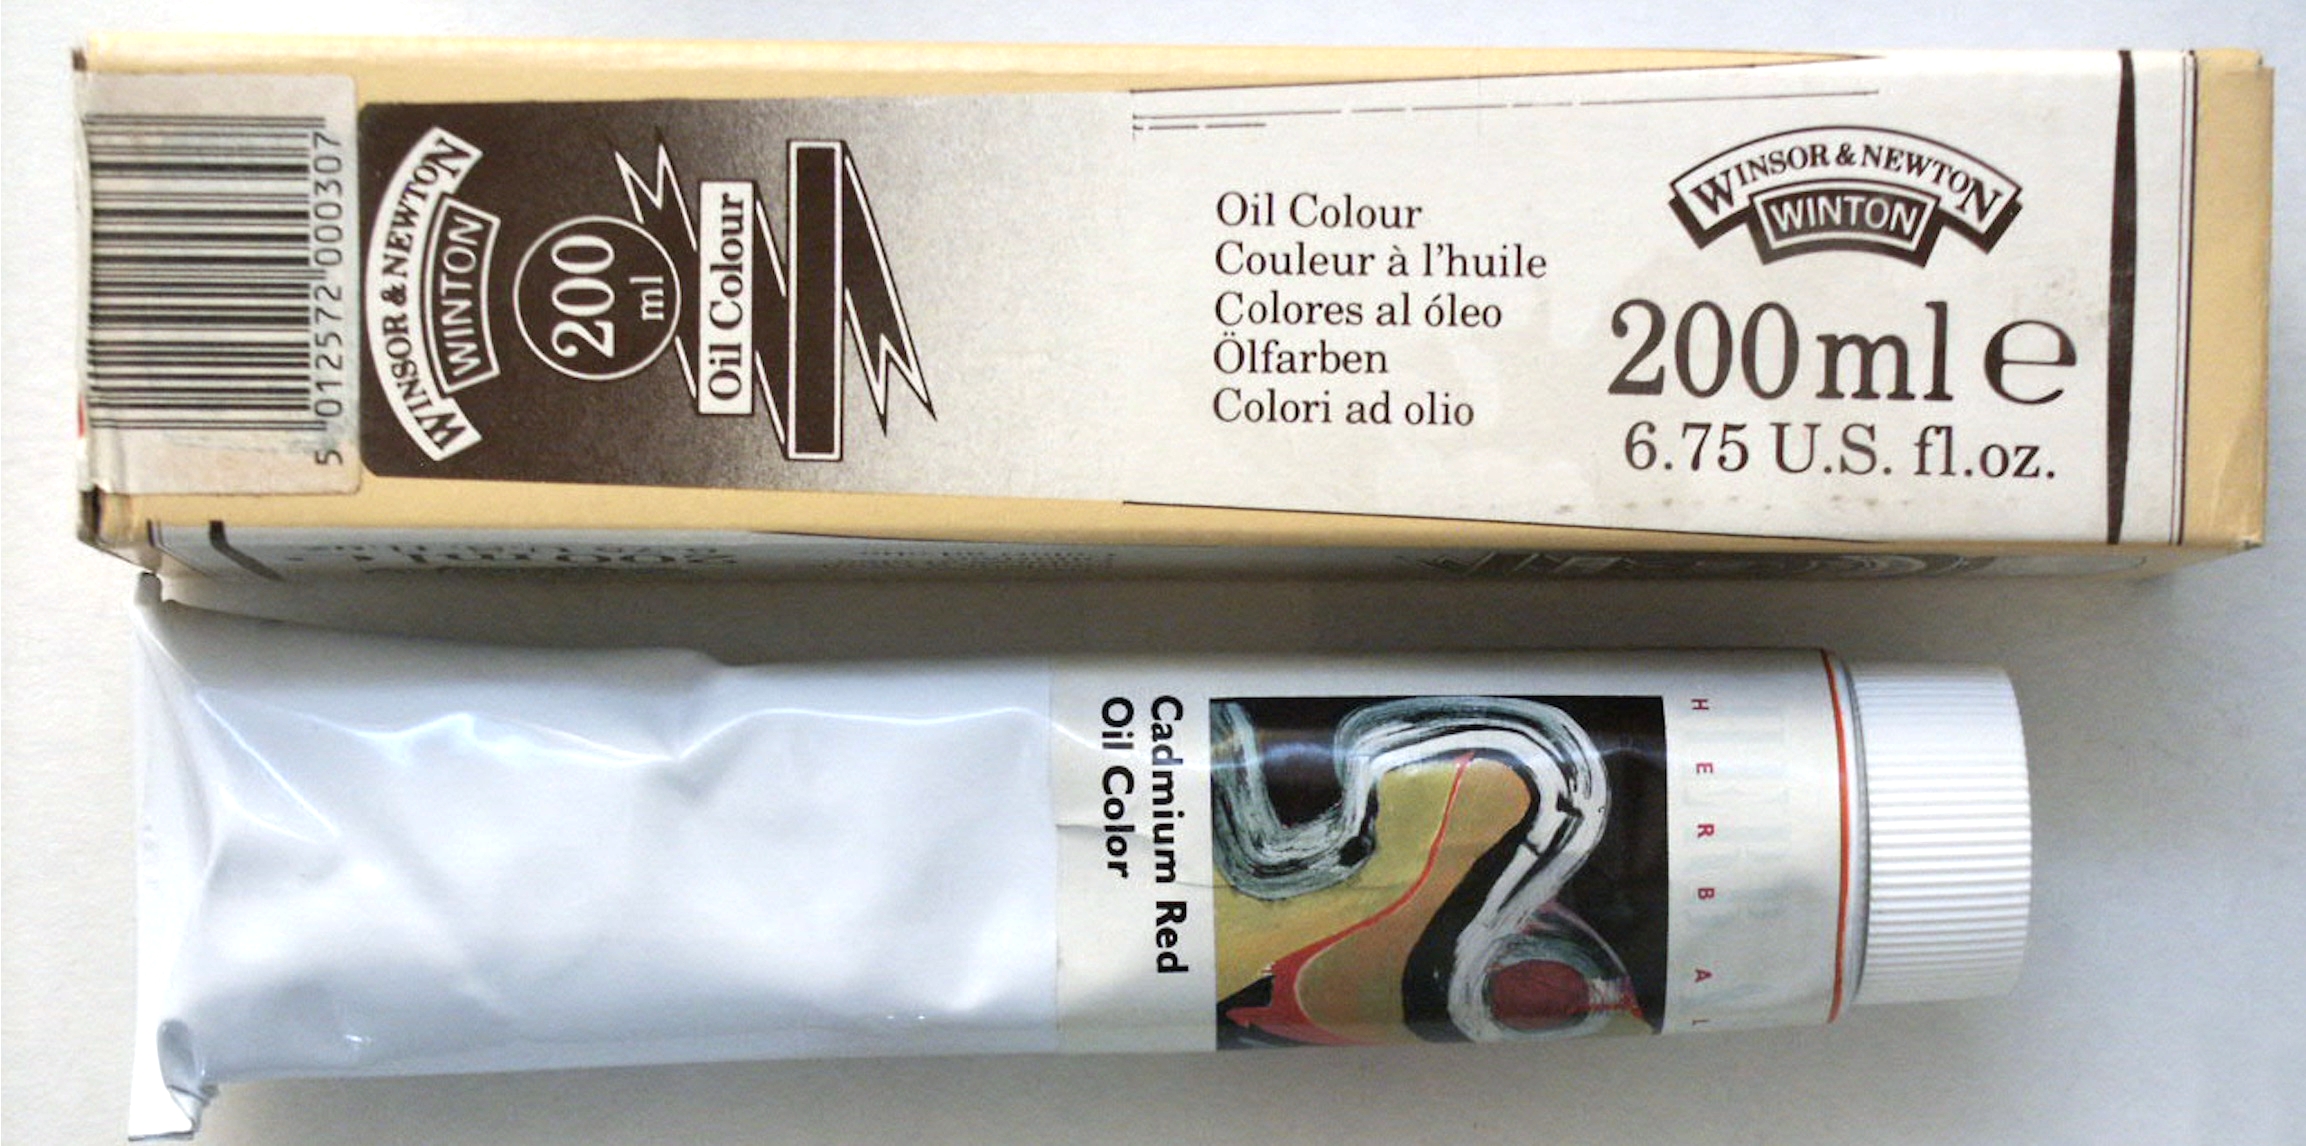 5 012572 000307
WINSOR & NEWTON
WINTON
200
ml
Oil Colour
Oil Colour
Couleur à l'huile
Colores al óleo
Ölfarben
Colori ad olio
WINSOR & NEWTON
WINTON
200 ml e
6.75 U.S. fl.oz.
Cadmium Red
Oil Color
HERBAL